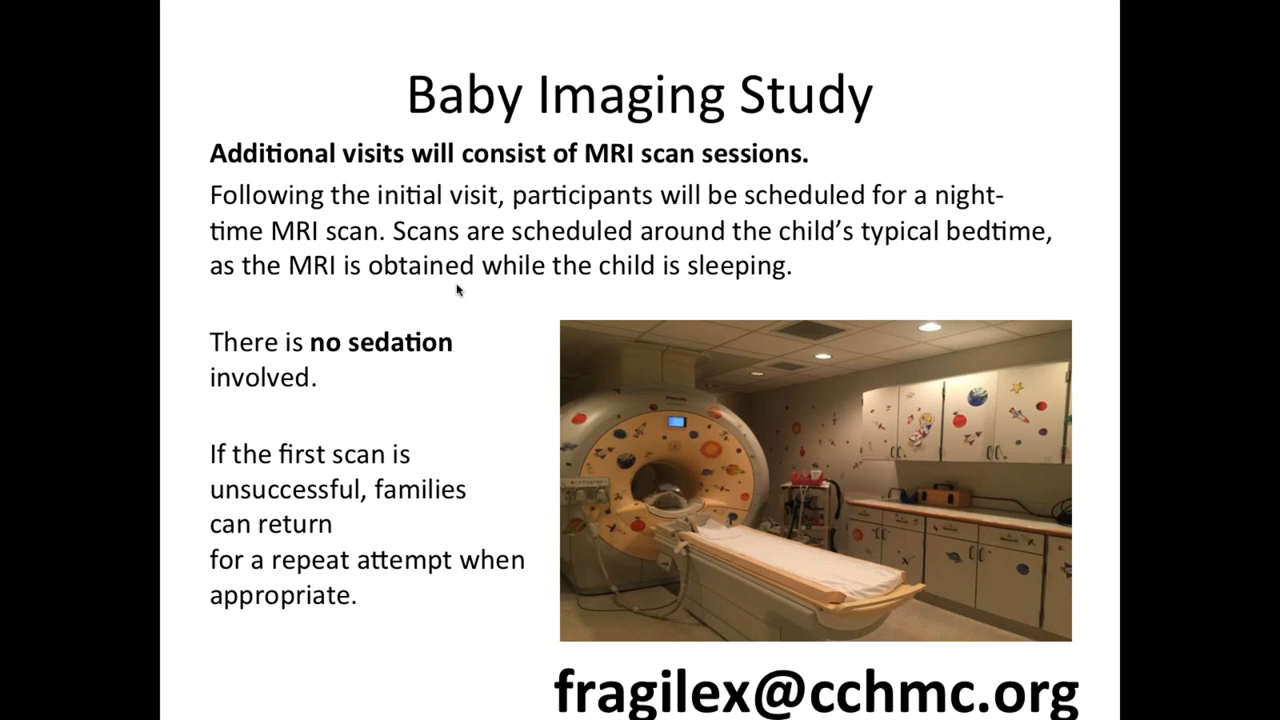 Baby Imaging Study
Additional visits will consist of MRI scan sessions.
Following the initial visit, participants will be scheduled for a night-
time MRI scan. Scans are scheduled around the child’s typical bedtime,
as the MRI is obtained while the child is sleeping.
There is no sedation
involved.
If the first scan is
unsuccessful, families
can return
for a repeat attempt when
appropriate.
fragilex@cchmc.org